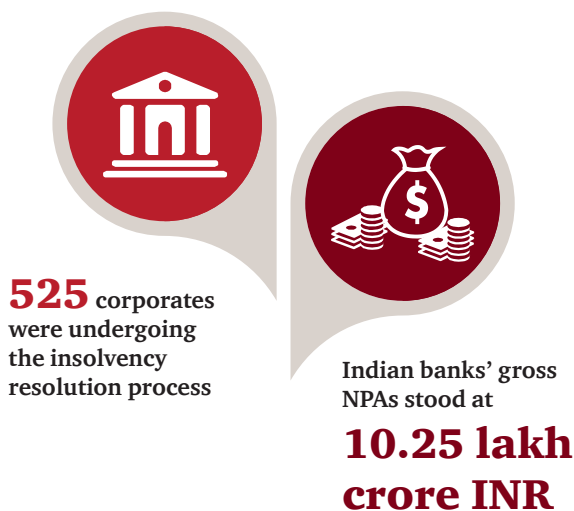 $
525 corporates
were undergoing
the insolvency
resolution process
Indian banks’ gross
NPAs stood at
10.25 lakh
crore INR